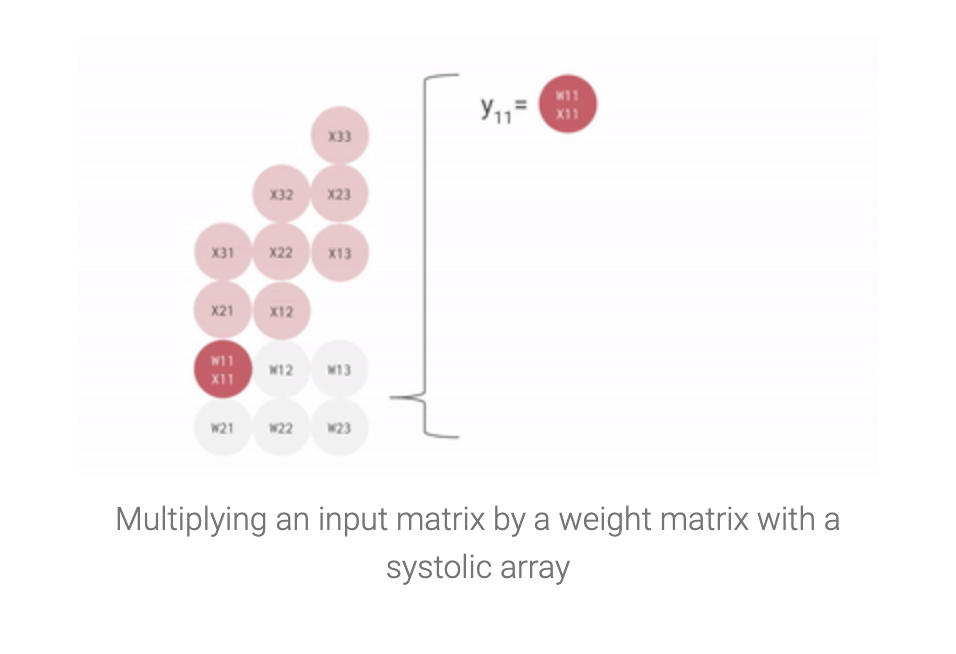 y11=
W11
X11
X33
X32 X23
X31 X22 X13
X21 X12
W11
X11
W12 W13
W21 W22 W23
Multiplying an input matrix by a weight matrix with a
systolic array